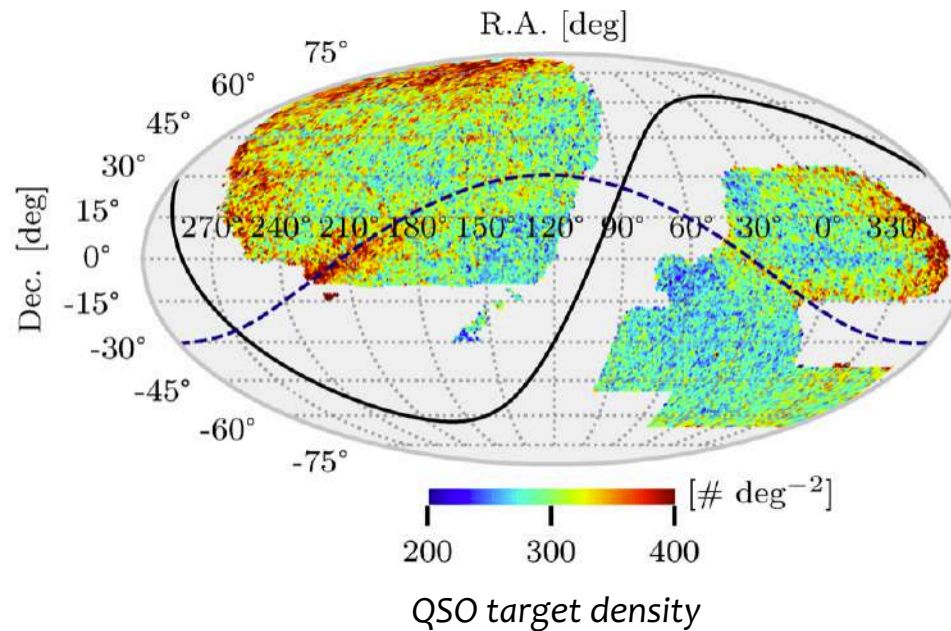 R.A. [deg]
75°
60°
45°
30°
15°
0°
-15°
-30°
-45°
-60°
-75°
Dec. [deg]
270° 240° 210° 180° 150° 120° 90° 60° 30° 0° 330°
[# deg⁻²]
200 300 400
QSO target density